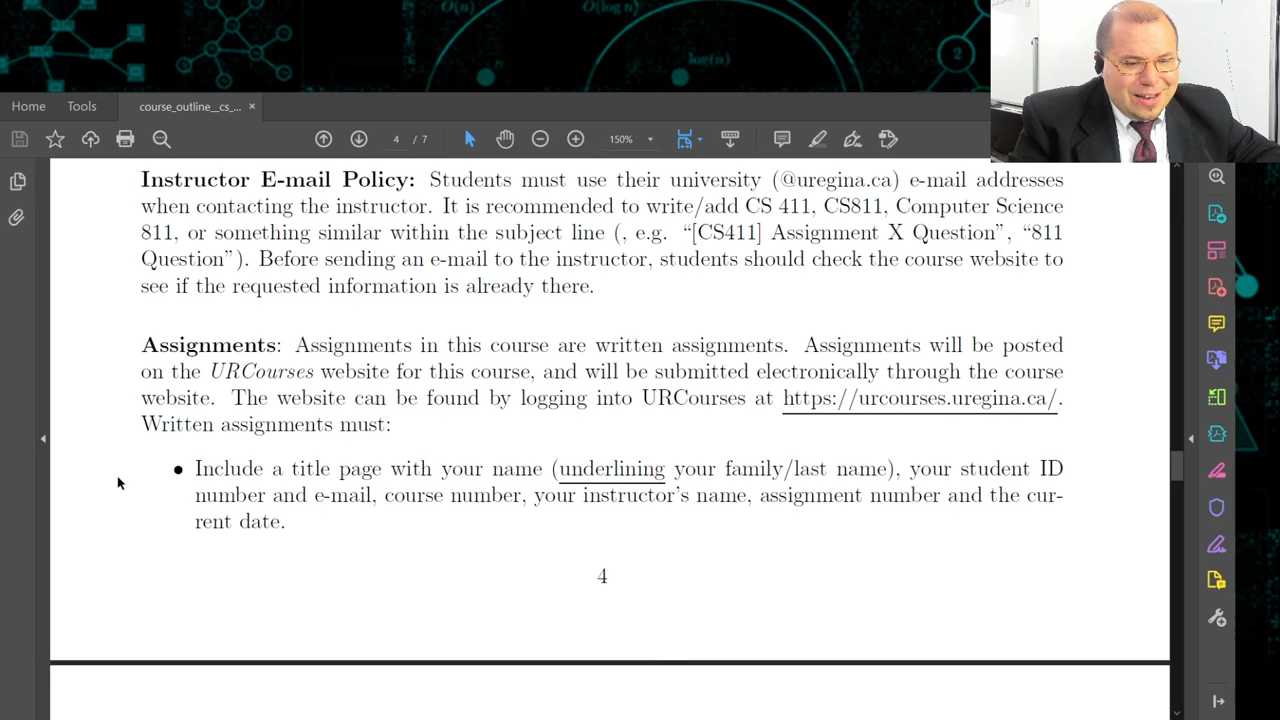 O(n)
O(log n)
log(n)
2
Home Tools course_outline__cs_... ×
4 / 7 150%
Instructor E-mail Policy: Students must use their university (@uregina.ca) e-mail addresses
when contacting the instructor. It is recommended to write/add CS 411, CS811, Computer Science
811, or something similar within the subject line (, e.g. “[CS411] Assignment X Question”, “811
Question”). Before sending an e-mail to the instructor, students should check the course website to
see if the requested information is already there.
Assignments: Assignments in this course are written assignments. Assignments will be posted
on the URCourses website for this course, and will be submitted electronically through the course
website. The website can be found by logging into URCourses at https://urcourses.uregina.ca/.
Written assignments must:
• Include a title page with your name (underlining your family/last name), your student ID
number and e-mail, course number, your instructor's name, assignment number and the cur-
rent date.
4